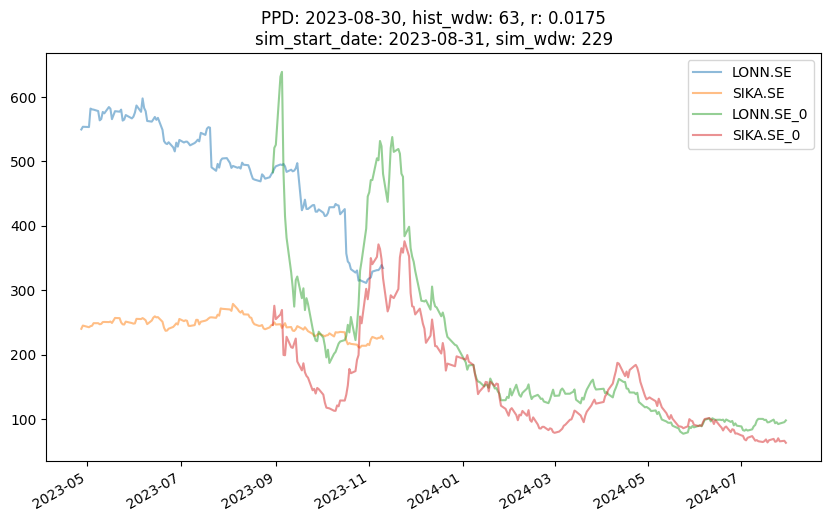 PPD: 2023-08-30, hist_wdw: 63, r: 0.0175
sim_start_date: 2023-08-31, sim_wdw: 229
LONN.SE
SIKA.SE
LONN.SE_0
SIKA.SE_0
600
500
400
300
200
100
2023-05
2023-07
2023-09
2023-11
2024-01
2024-03
2024-05
2024-07